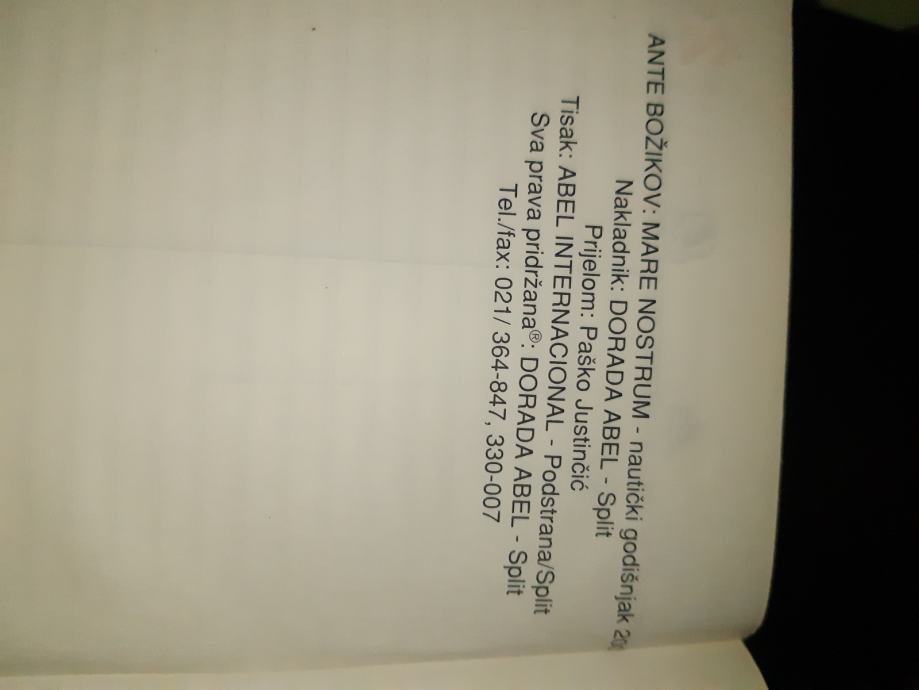 ANTE BOŽIKOV: MARE NOSTRUM - nautički godišnjak
Nakladnik: DORADA ABEL - Split
Prijelom: Paško Justinčić
Tisak: ABEL INTERNACIONAL - Podstrana/Split
Sva prava pridržana®: DORADA ABEL - Split
Tel./fax: 021/ 364-847, 330-007